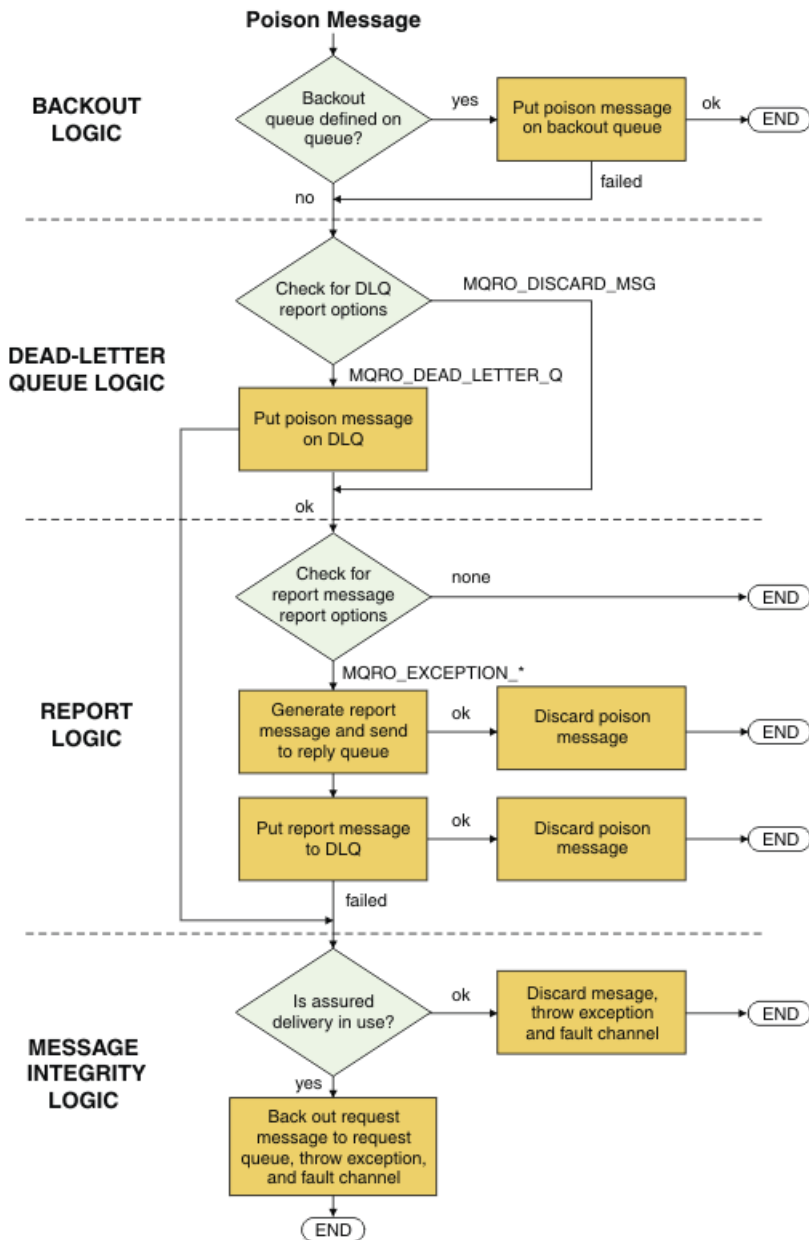 Poison Message
BACKOUT
LOGIC
Backout
queue defined on
queue?
yes
Put poison message
on backout queue
ok
END
failed
no
Check for DLQ
report options
MQRO_DISCARD_MSG
DEAD-LETTER
QUEUE LOGIC
MQRO_DEAD_LETTER_Q
Put poison message
on DLQ
ok
Check for
report message
report options
none
END
MQRO_EXCEPTION_*
REPORT
LOGIC
Generate report
message and send
to reply queue
ok
Discard poison
message
END
Put report message
to DLQ
ok
Discard poison
message
END
failed
Is assured
delivery in use?
ok
Discard mesage,
throw exception
and fault channel
END
MESSAGE
INTEGRITY
LOGIC
yes
Back out request
message to request
queue, throw exception,
and fault channel
END